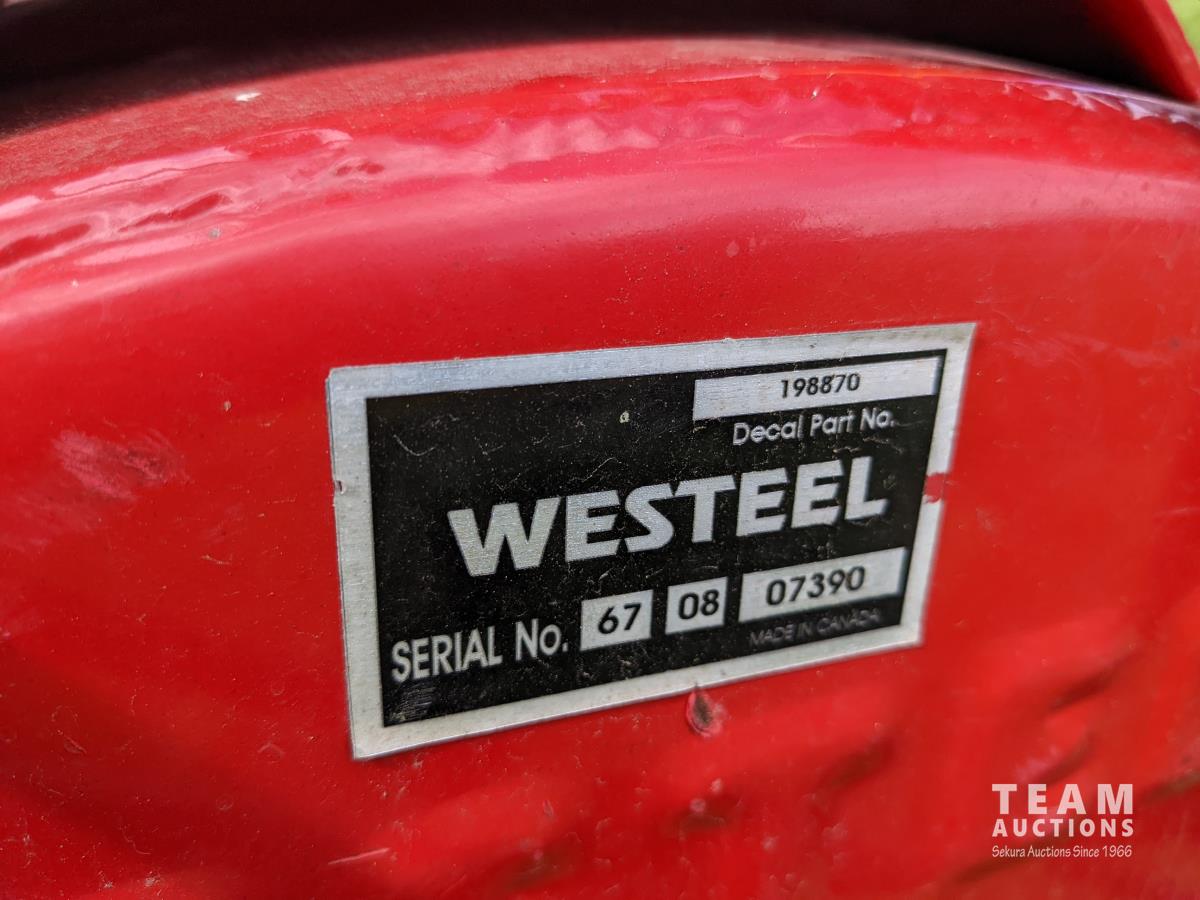 198870
Decal Part No.
WESTEEL
SERIAL No. 67 08 07390
MADE IN CANADA
TEAM
AUCTIONS
Sekura Auctions Since 1966